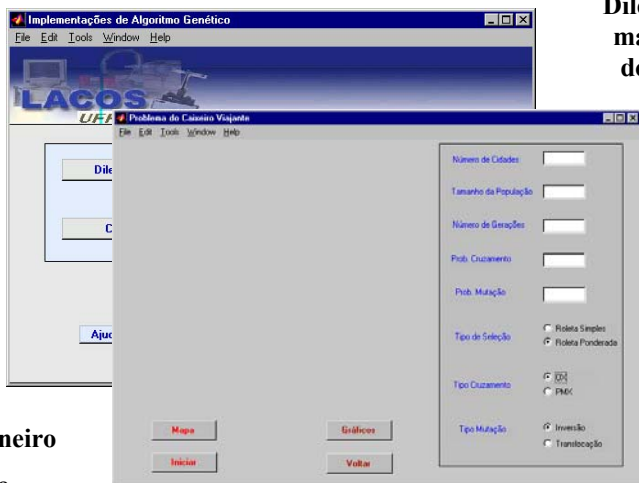 Implementações de Algoritmo Genético
File Edit Tools Window Help
LACOS
Problema do Caixeiro Viajante
File Edit Tools Window Help
Número de Cidades
Tamanho da População
Número de Gerações
Prob. Cruzamento
Prob. Mutação
Tipo de Seleção
Roleta Simples
Roleta Ponderada
Tipo Cruzamento
OX
PMX
Tipo Mutação
Inversão
Translocação
Mapa
Gráficos
Iniciar
Voltar